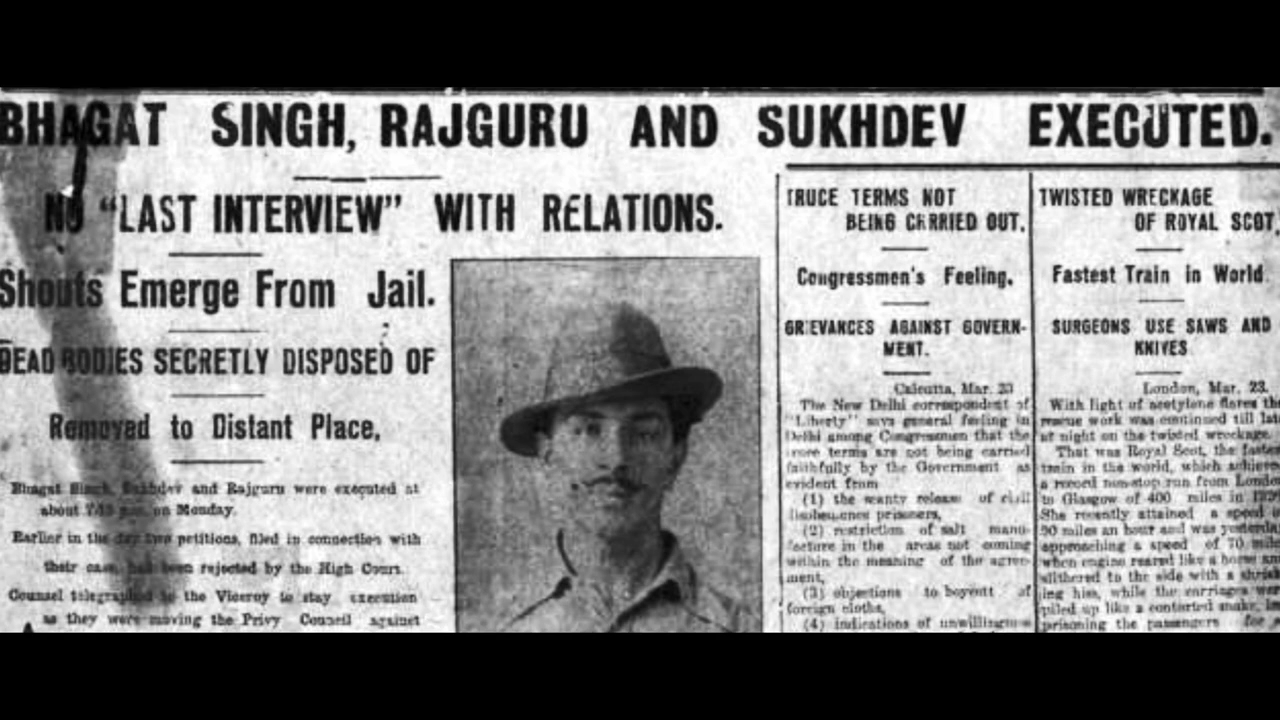 BHAGAT SINGH, RAJGURU AND SUKHDEV EXECUTED.
NO "LAST INTERVIEW" WITH RELATIONS.
Shouts Emerge From Jail.
DEAD BODIES SECRETLY DISPOSED OF
Removed to Distant Place.
Bhagat Singh, Sukhdev and Rajguru were executed at
about on Monday.
Earlier in the day two petitions, filed in connection with
their case, had been rejected by the High Court.
Counsel telegraphed to the Viceroy to stay execution
as they were moving the Privy Council against
TRUCE TERMS NOT
BEING CARRIED OUT.
Congressmen's Feeling.
GRIEVANCES AGAINST GOVERN-
MENT.
Calcutta, Mar. 23
The New Delhi correspondent of
"Liberty" says general feeling in
Delhi among Congressmen that the
truce terms are not being carried
faithfully by the Government as
evident from
(1) the scanty release of civil
disobedience prisoners,
(2) restriction of salt manu-
facture in the areas not coming
within the meaning of the agree-
ment,
(3) objections to boycott of
foreign cloths,
(4) indications of unwillingness
TWISTED WRECKAGE
OF ROYAL SCOT.
Fastest Train in World
SURGEONS USE SAWS AND
KNIVES
London, Mar. 23.
With light of acetylene flares the
rescue work was continued till late
at night on the twisted wreckage.
That was Royal Scot, the fastest
train in the world, which achieved
a record non-stop run from London
to Glasgow of 400 miles in
She recently attained a speed of
90 miles an hour and was yesterday
approaching a speed of 70 miles
when engine reared like a horse and
slithered to the side with a shriek-
ing hiss, while the carriages were
piled up like a contorted snake, im-
prisoning the passengers for